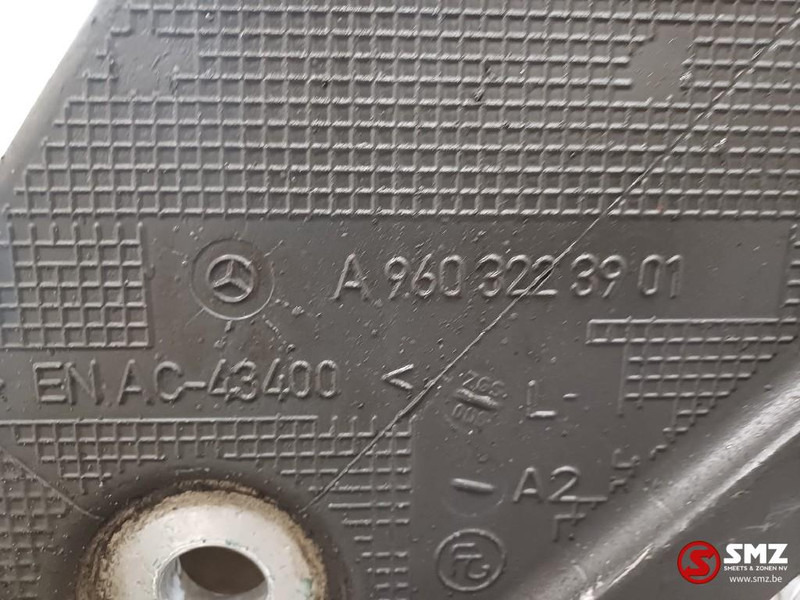 A 960 322 39 01
EN AC-43400 <
L
A2
SMZ
SMEETS & ZONEN NV
www.smz.be